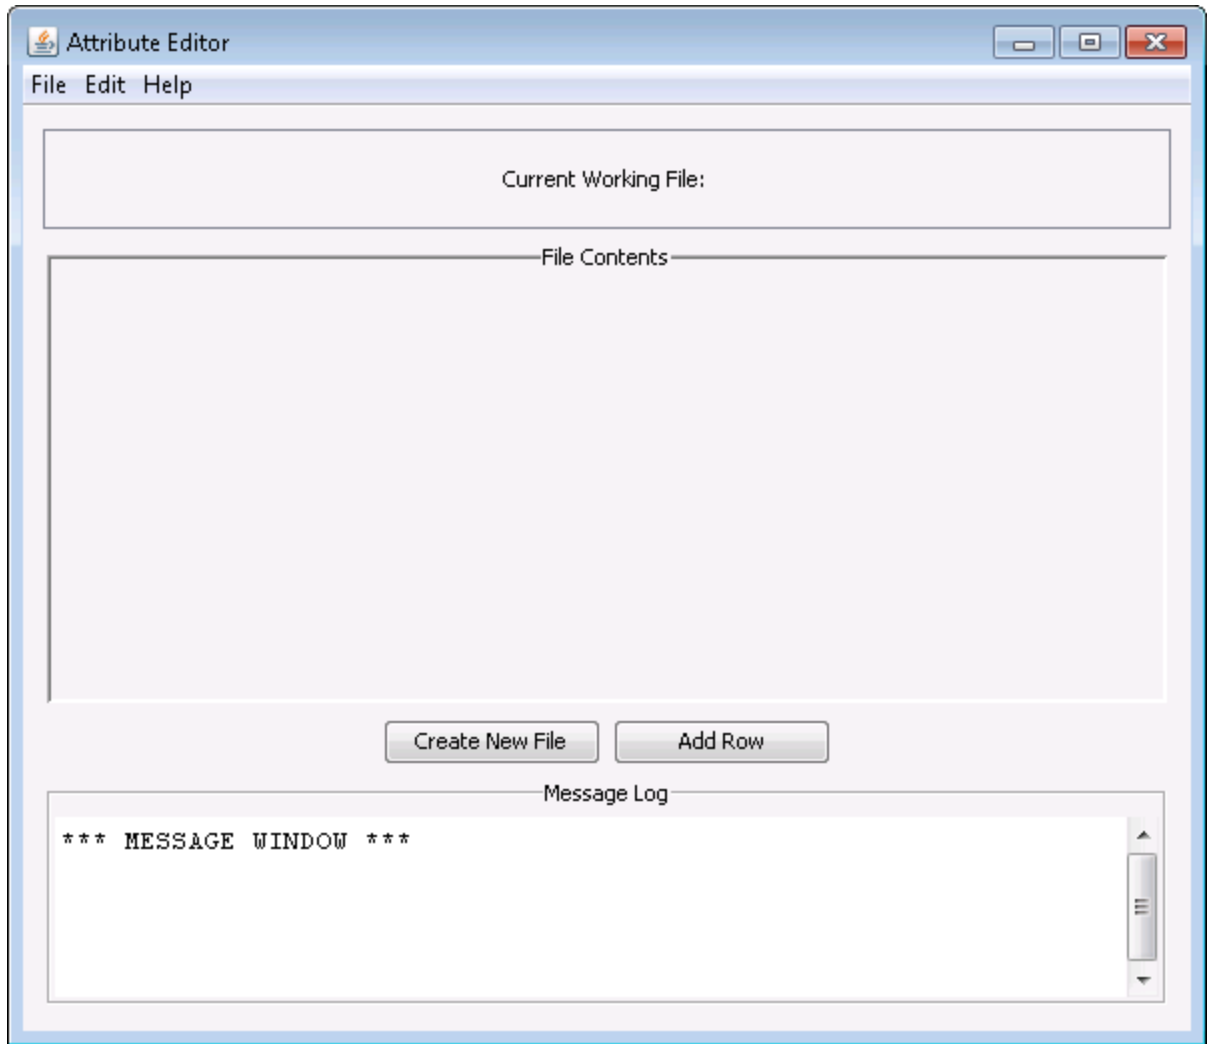 Attribute Editor
File Edit Help
Current Working File:
File Contents
Create New File Add Row
Message Log
*** MESSAGE WINDOW ***